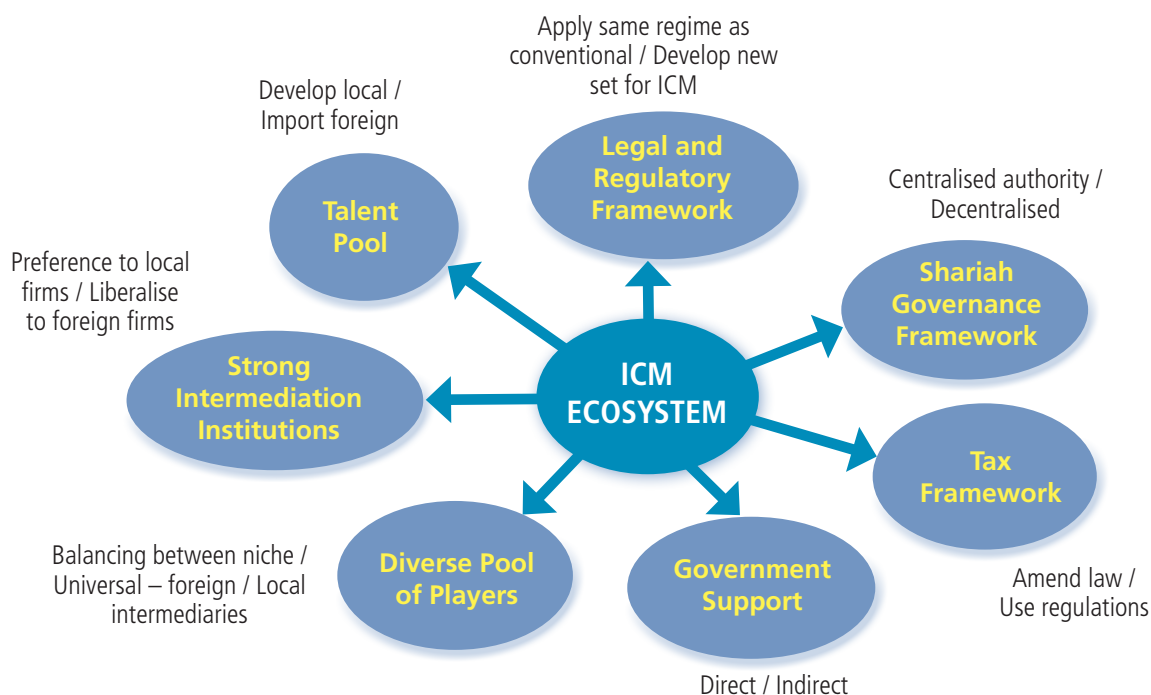 Apply same regime as
conventional / Develop new
set for ICM
Legal and
Regulatory
Framework
Develop local /
Import foreign
Talent
Pool
Centralised authority /
Decentralised
Shariah
Governance
Framework
Preference to local
firms / Liberalise
to foreign firms
Strong
Intermediation
Institutions
ICM
ECOSYSTEM
Tax
Framework
Amend law /
Use regulations
Balancing between niche /
Universal – foreign / Local
intermediaries
Diverse Pool
of Players
Government
Support
Direct / Indirect